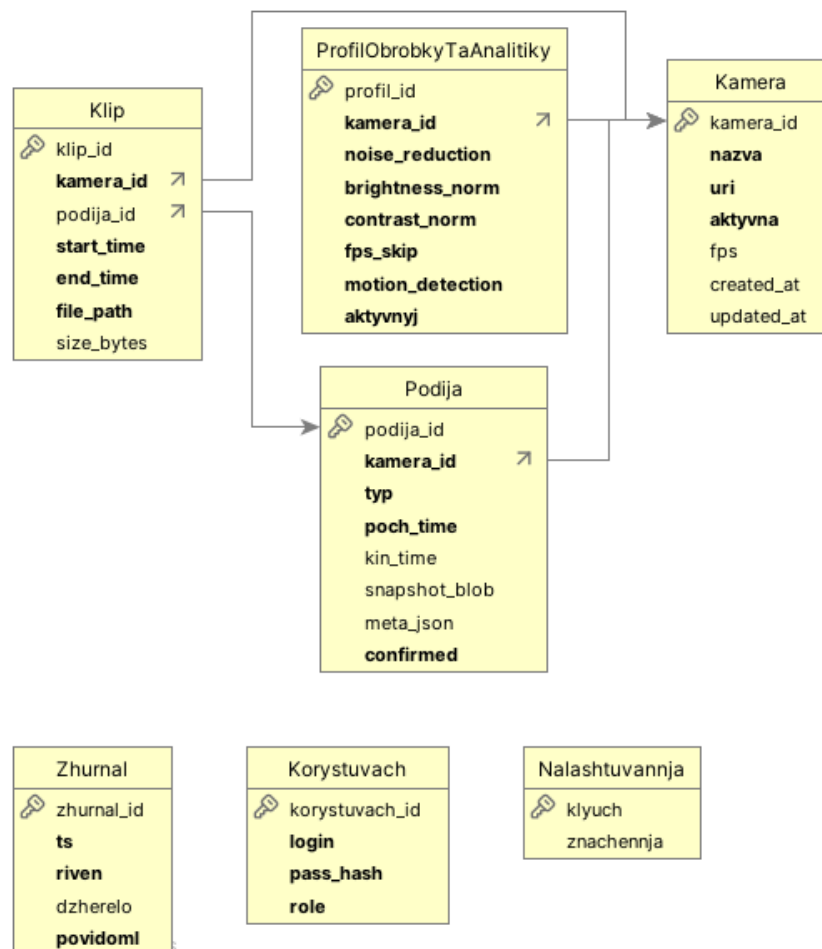 Klip
klip_id
kamera_id
podija_id
start_time
end_time
file_path
size_bytes
ProfilObrobkyTaAnalitiky
profil_id
kamera_id
noise_reduction
brightness_norm
contrast_norm
fps_skip
motion_detection
aktyvnyj
Kamera
kamera_id
nazva
uri
aktyvna
fps
created_at
updated_at
Podija
podija_id
kamera_id
typ
poch_time
kin_time
snapshot_blob
meta_json
confirmed
Zhurnal
zhurnal_id
ts
riven
dzherelo
povidoml
Korystuvach
korystuvach_id
login
pass_hash
role
Nalashtuvannja
klyuch
znachennja